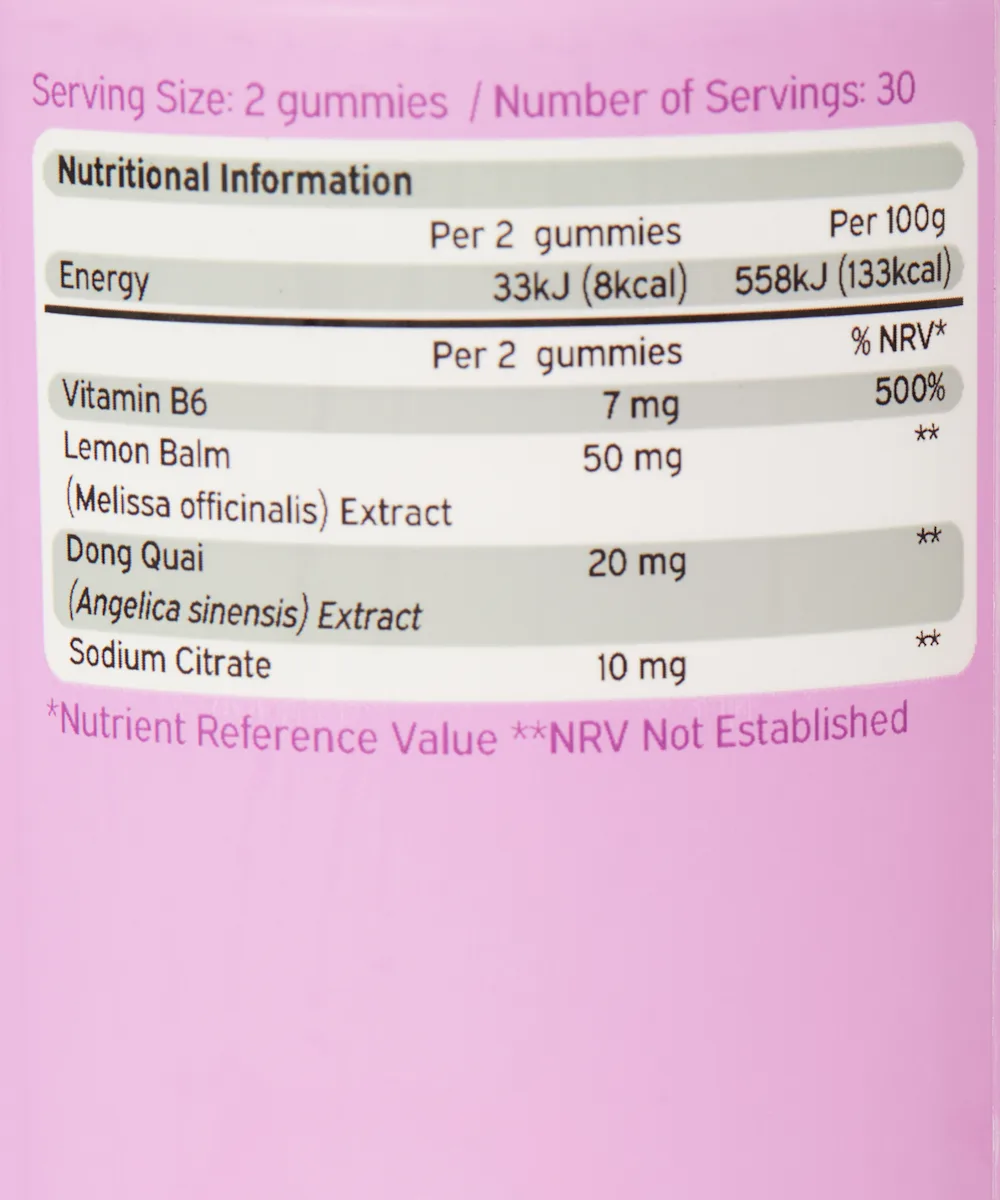 Serving Size: 2 gummies / Number of Servings: 30
Nutritional Information
Per 2 gummies Per 100g
Energy 33kJ (8kcal) 558kJ (133kcal)
Per 2 gummies % NRV*
Vitamin B6 7 mg 500%
Lemon Balm 50 mg **
(Melissa officinalis) Extract
Dong Quai 20 mg **
(Angelica sinensis) Extract
Sodium Citrate 10 mg **
*Nutrient Reference Value **NRV Not Established